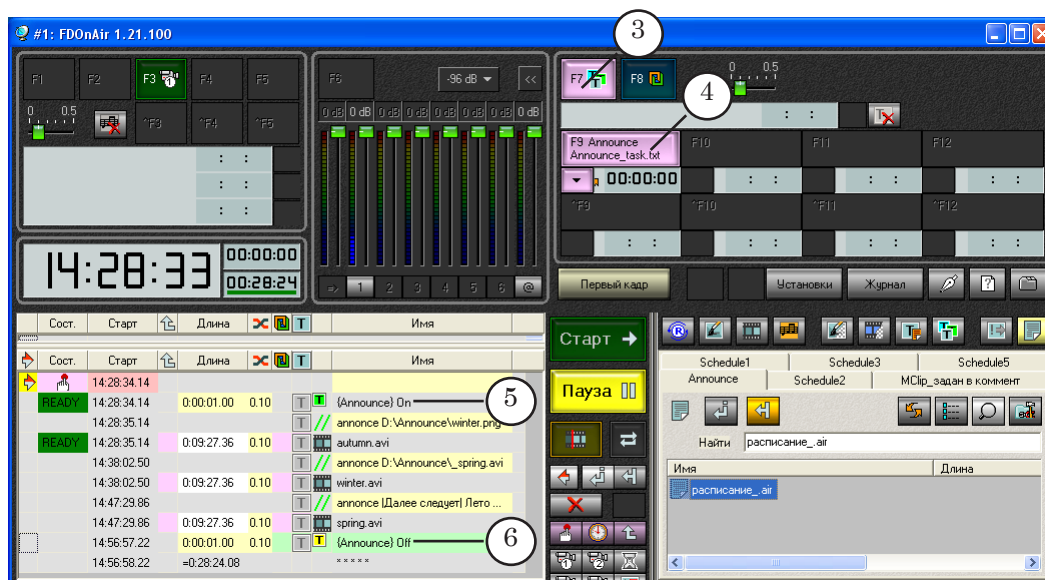 #1: FDOnAir 1.21.100
3
F1 F2 F3 F4 F5
F6 -96 dB <<
F7 F8 0 0.5
4
0 0.5 ^F3 ^F4 ^F5
0 dB 0 dB 0 dB 0 dB 0 dB 0 dB 0 dB 0 dB
: :
F9 Announce F10 F11 F12
Announce_task.txt
00:00:00 : : : : : :
^F9 ^F10 ^F11 ^F12
: : : : : : : :
: :
: :
: :
14:28:33 00:00:00
00:28:24
=> 1 2 3 4 5 6 @
Первый кадр Установки Журнал
Сост. Старт Длина T Имя
Сост. Старт Длина T Имя
14:28:34.14
READY 14:28:34.14 0:00:01.00 0.10 T T {Announce} On 5
14:28:35.14 T // annonce D:\Announce\winter.png
READY 14:28:35.14 0:09:27.36 0.10 T autumn.avi
14:38:02.50 T // annonce D:\Announce\_spring.avi
14:38:02.50 0:09:27.36 0.10 T winter.avi
14:47:29.86 T // annonce |Далее следует| Лето ...
14:47:29.86 0:09:27.36 0.10 T spring.avi
14:56:57.22 0:00:01.00 0.10 T T {Announce} Off 6
14:56:58.22 =0:28:24.08 * * * * *
Старт
Пауза
Schedule1 Schedule3 Schedule5
Announce Schedule2 MClip_задан в коммент
Найти расписание_.air
Имя Длина
расписание_.air